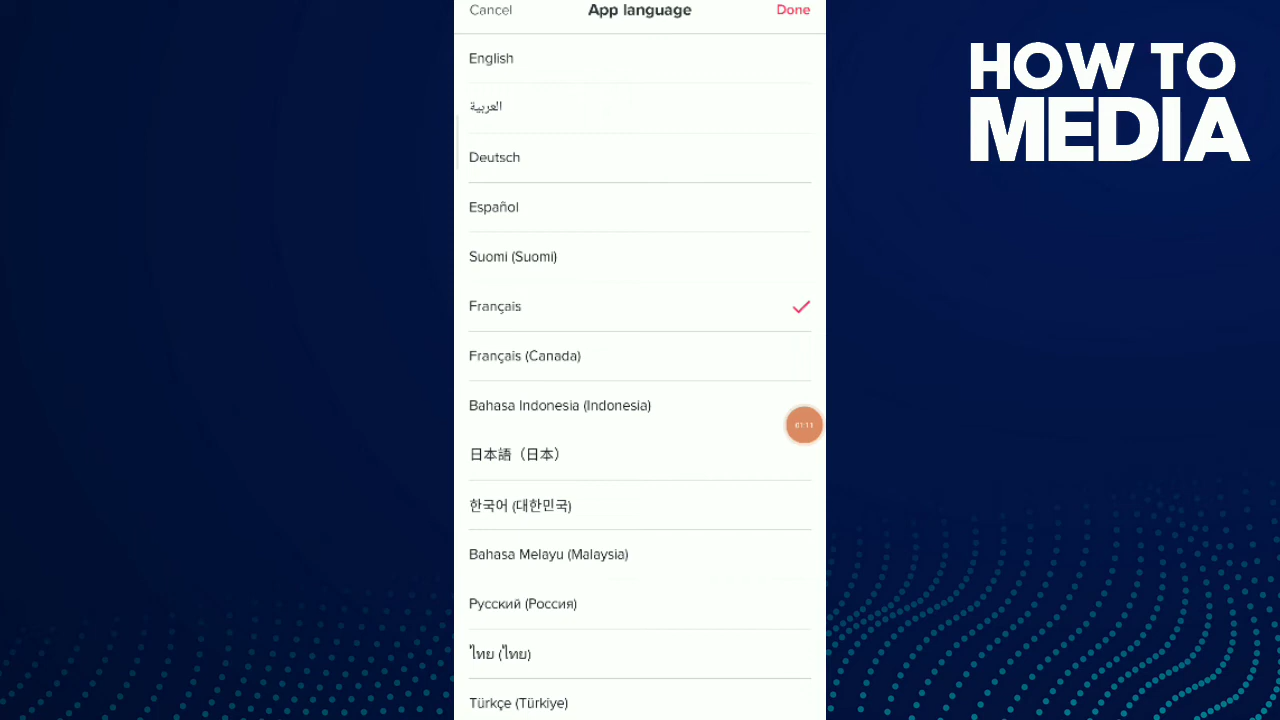 Cancel App language Done
English
العربية
Deutsch
Español
Suomi (Suomi)
Français
Français (Canada)
Bahasa Indonesia (Indonesia)
日本語（日本）
한국어 (대한민국)
Bahasa Melayu (Malaysia)
Русский (Россия)
ไทย (ไทย)
Türkçe (Türkiye)
HOW TO
MEDIA
01:11